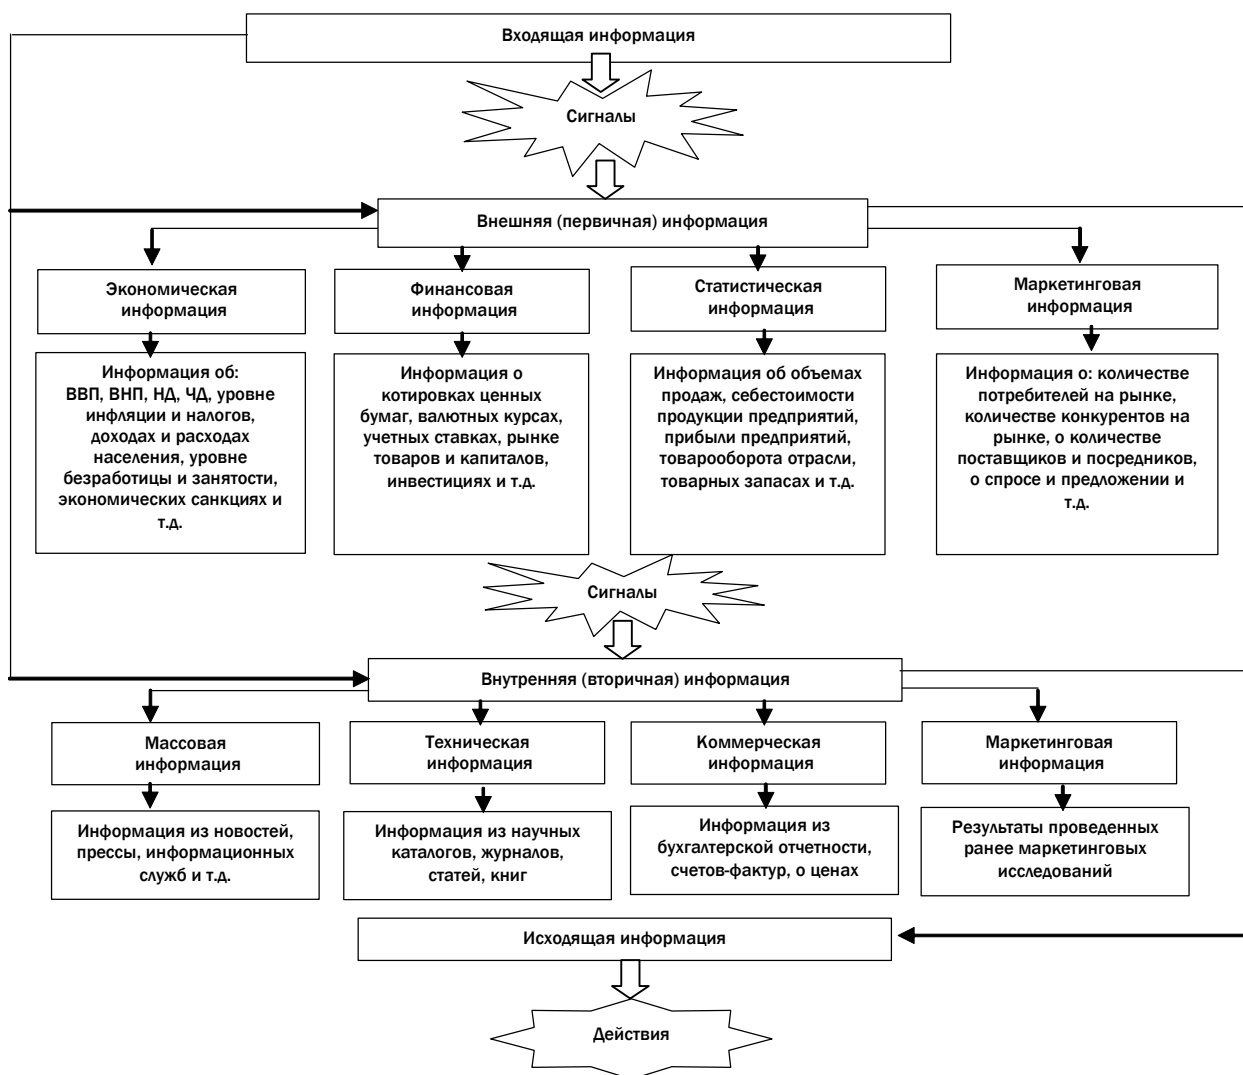 Входящая информация
Сигналы
Внешняя (первичная) информация
Экономическая
информация
Финансовая
информация
Статистическая
информация
Маркетинговая
информация
Информация об:
ВВП, ВНП, НД, ЧД, уровне
инфляции и налогов,
доходах и расходах
населения, уровне
безработицы и занятости,
экономических санкциях и
т.д.
Информация о
котировках ценных
бумаг, валютных курсах,
учетных ставках, рынке
товаров и капиталов,
инвестициях и т.д.
Информация об объемах
продаж, себестоимости
продукции предприятий,
прибыли предприятий,
товарооборота отрасли,
товарных запасах и т.д.
Информация о: количестве
потребителей на рынке,
количестве конкурентов на
рынке, о количестве
поставщиков и посредников,
о спросе и предложении и
т.д.
Сигналы
Внутренняя (вторичная) информация
Массовая
информация
Техническая
информация
Коммерческая
информация
Маркетинговая
информация
Информация из новостей,
прессы, информационных
служб и т.д.
Информация из научных
каталогов, журналов,
статей, книг
Информация из
бухгалтерской отчетности,
счетов-фактур, о ценах
Результаты проведенных
ранее маркетинговых
исследований
Исходящая информация
Действия